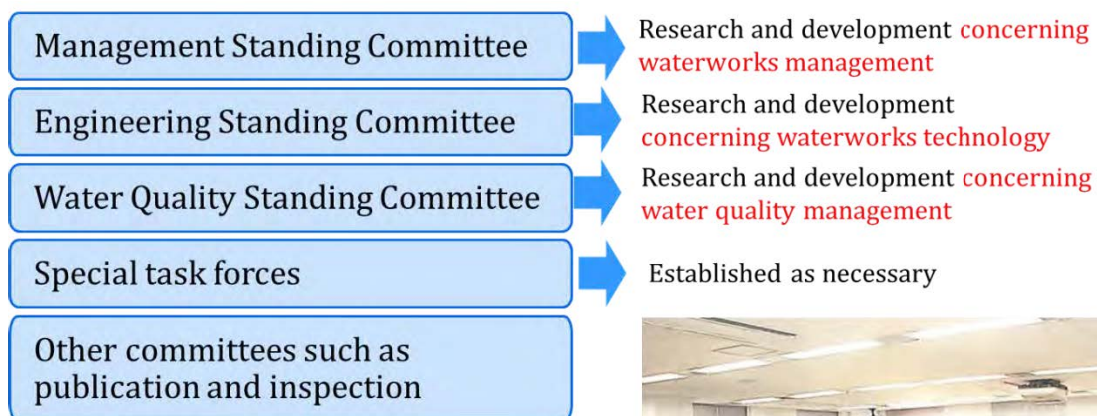 Management Standing Committee
Research and development concerning
waterworks management
Engineering Standing Committee
Research and development
concerning waterworks technology
Water Quality Standing Committee
Research and development concerning
water quality management
Special task forces
Established as necessary
Other committees such as
publication and inspection